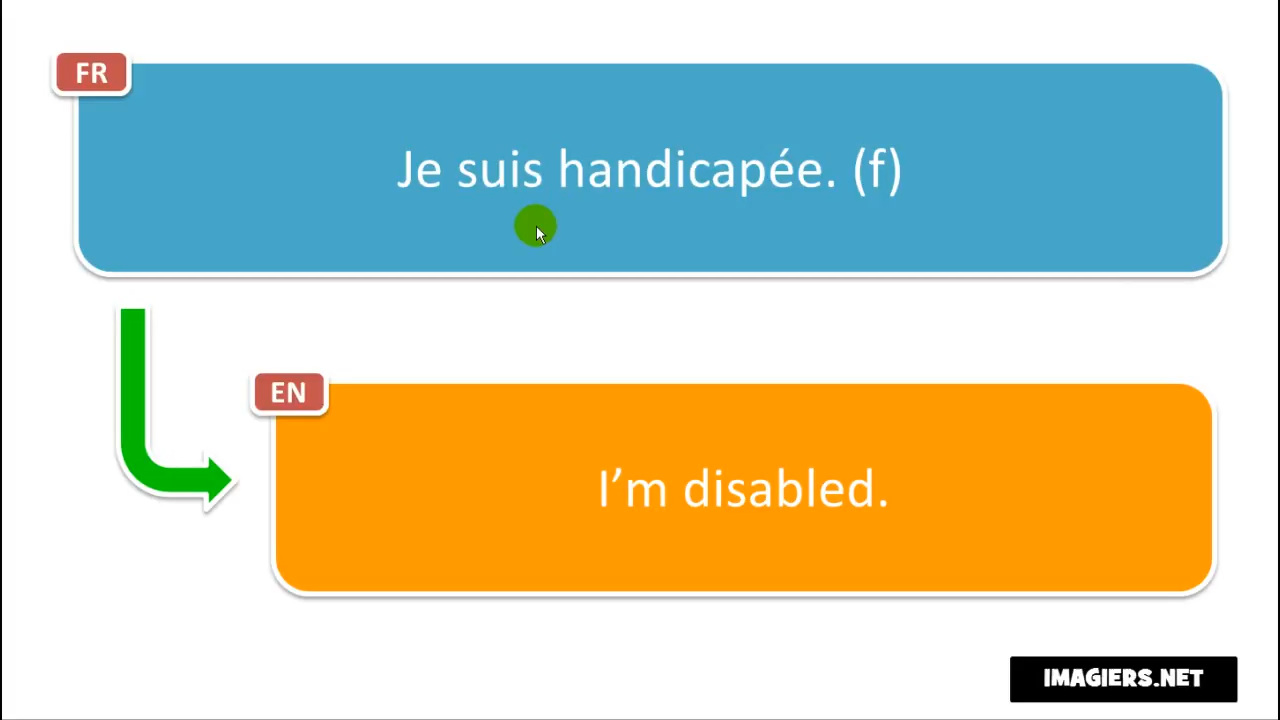 FR
Je suis handicapée. (f)
EN
I’m disabled.
IMAGIERS.NET